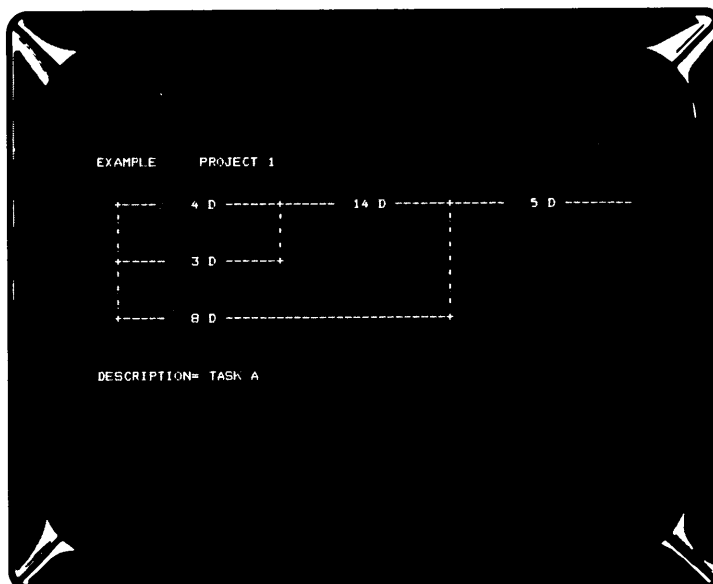 EXAMPLE PROJECT 1
4 D 14 D 5 D
3 D
8 D
DESCRIPTION= TASK A